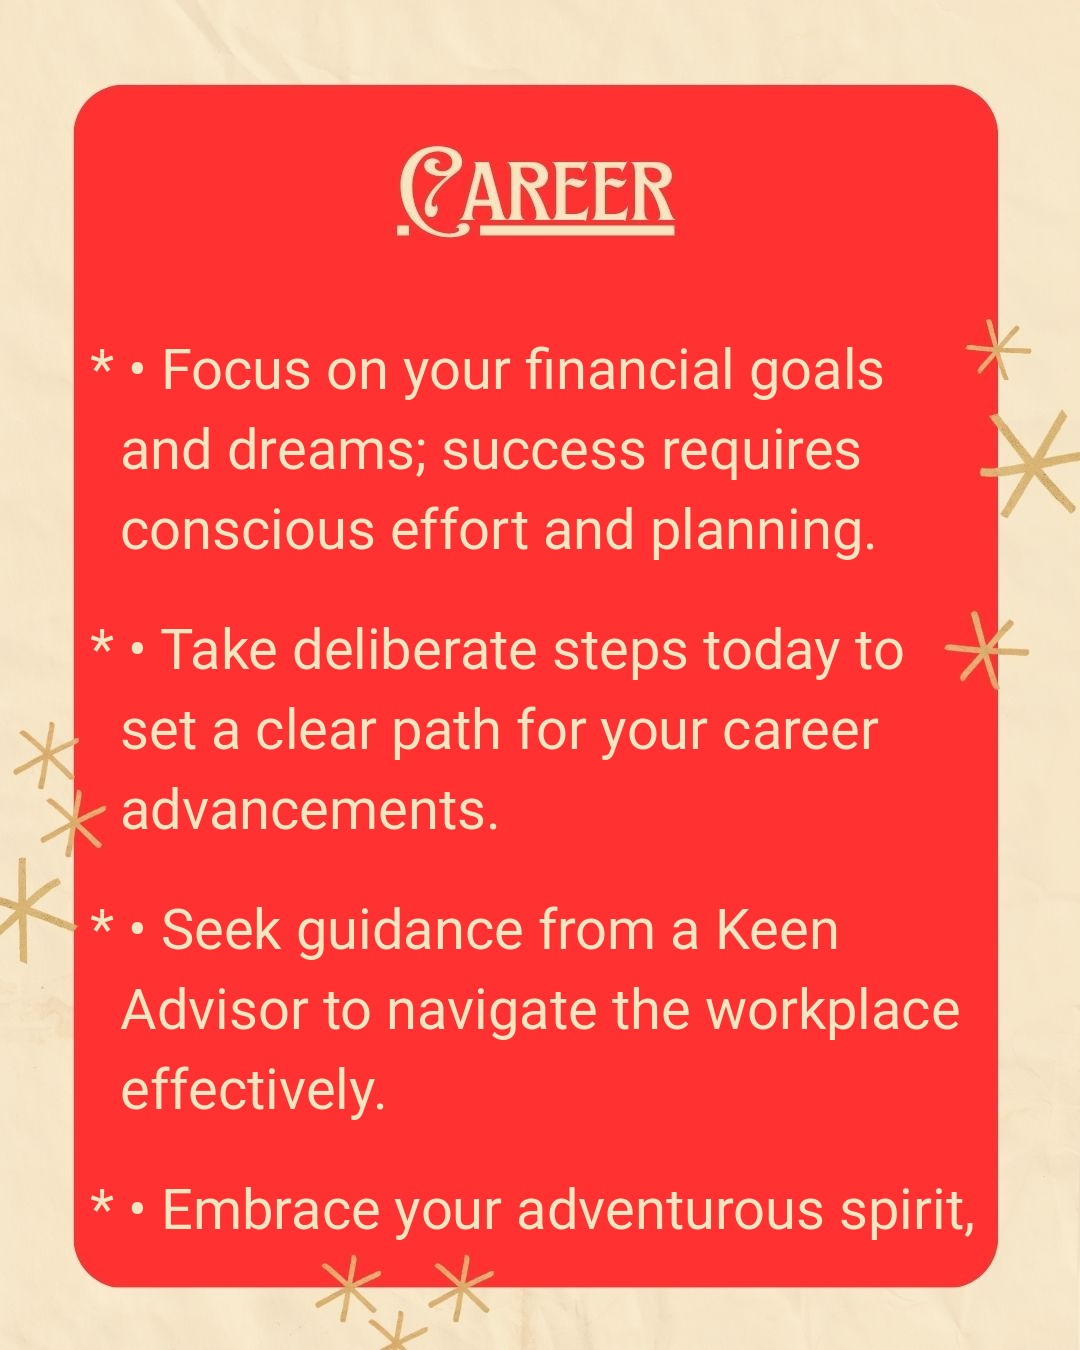 Career
* • Focus on your financial goals
and dreams; success requires
conscious effort and planning.
* • Take deliberate steps today to
set a clear path for your career
advancements.
* • Seek guidance from a Keen
Advisor to navigate the workplace
effectively.
* • Embrace your adventurous spirit,